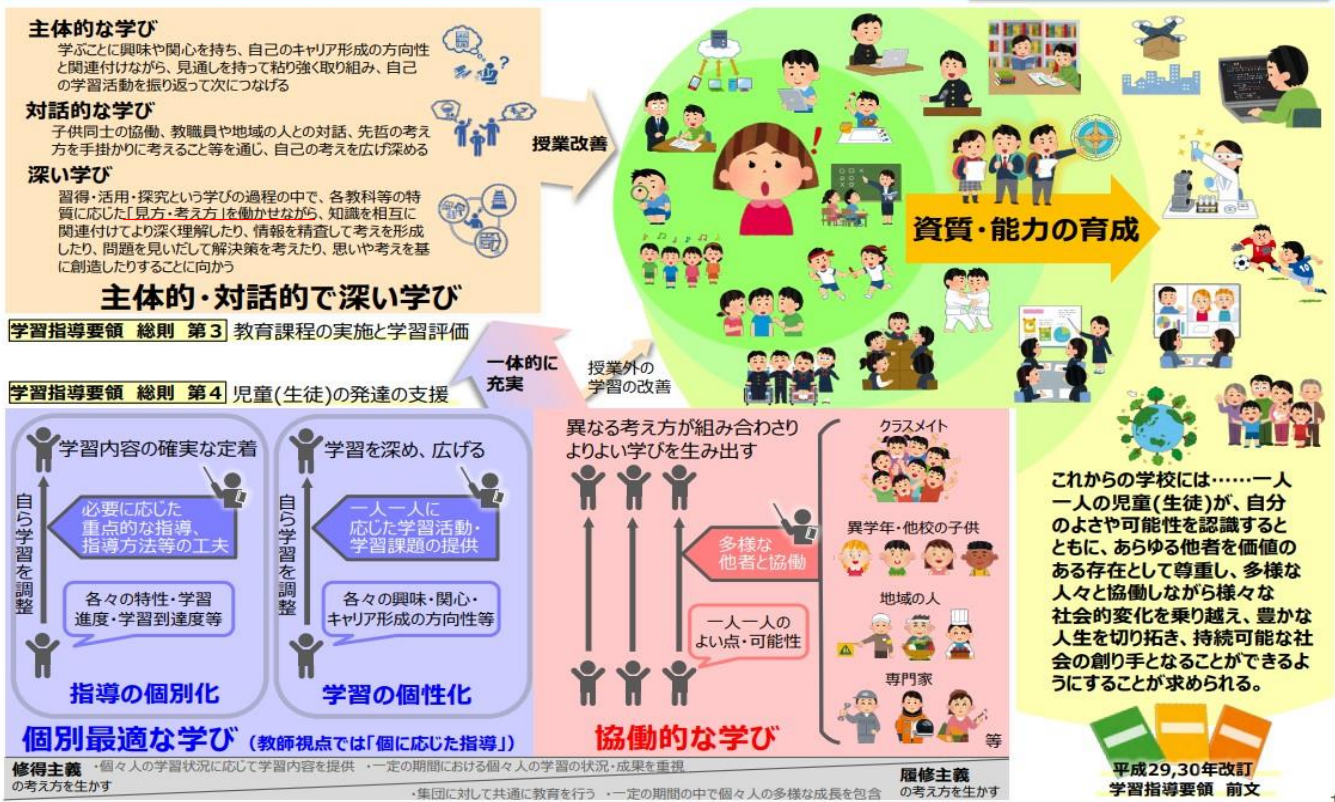 主体的な学び
学ぶことに興味や関心を持ち、自己のキャリア形成の方向性
と関連付けながら、見通しを持って粘り強く取り組み、自己
の学習活動を振り返って次につなげる
対話的な学び
子供同士の協働、教職員や地域の人との対話、先哲の考え
方を手掛かりに考えること等を通じ、自己の考えを広げ深める
深い学び
習得・活用・探究という学びの過程の中で、各教科等の特
質に応じた「見方・考え方」を働かせながら、知識を相互に
関連付けてより深く理解したり、情報を精査して考えを形成
したり、問題を見いだして解決策を考えたり、思いや考えを基
に創造したりすることに向かう
主体的・対話的で深い学び
授業改善
資質・能力の育成
学習指導要領 総則 第3 教育課程の実施と学習評価
一体的に
充実
授業外の
学習の改善
学習指導要領 総則 第4 児童(生徒)の発達の支援
学習内容の確実な定着
自ら学習を調整
必要に応じた
重点的な指導、
指導方法等の工夫
各々の特性・学習
進度・学習到達度等
指導の個別化
学習を深め、広げる
自ら学習を調整
一人一人に
応じた学習活動・
学習課題の提供
各々の興味・関心・
キャリア形成の方向性等
学習の個性化
個別最適な学び (教師視点では「個に応じた指導」)
異なる考え方が組み合わさり
よりよい学びを生み出す
多様な
他者と協働
一人一人の
よい点・可能性
協働的な学び
クラスメイト
異学年・他校の子供
地域の人
専門家
等
これからの学校には……一人
一人の児童(生徒)が、自分
のよさや可能性を認識すると
ともに、あらゆる他者を価値の
ある存在として尊重し、多様な
人々と協働しながら様々な
社会的変化を乗り越え、豊かな
人生を切り拓き、持続可能な社
会の創り手となることができるよ
うにすることが求められる。
平成29,30年改訂
学習指導要領 前文
修得主義
の考え方を生かす
・個々人の学習状況に応じて学習内容を提供 ・一定の期間における個々人の学習の状況・成果を重視
・集団に対して共通に教育を行う ・一定の期間の中で個々人の多様な成長を包含
履修主義
の考え方を生かす